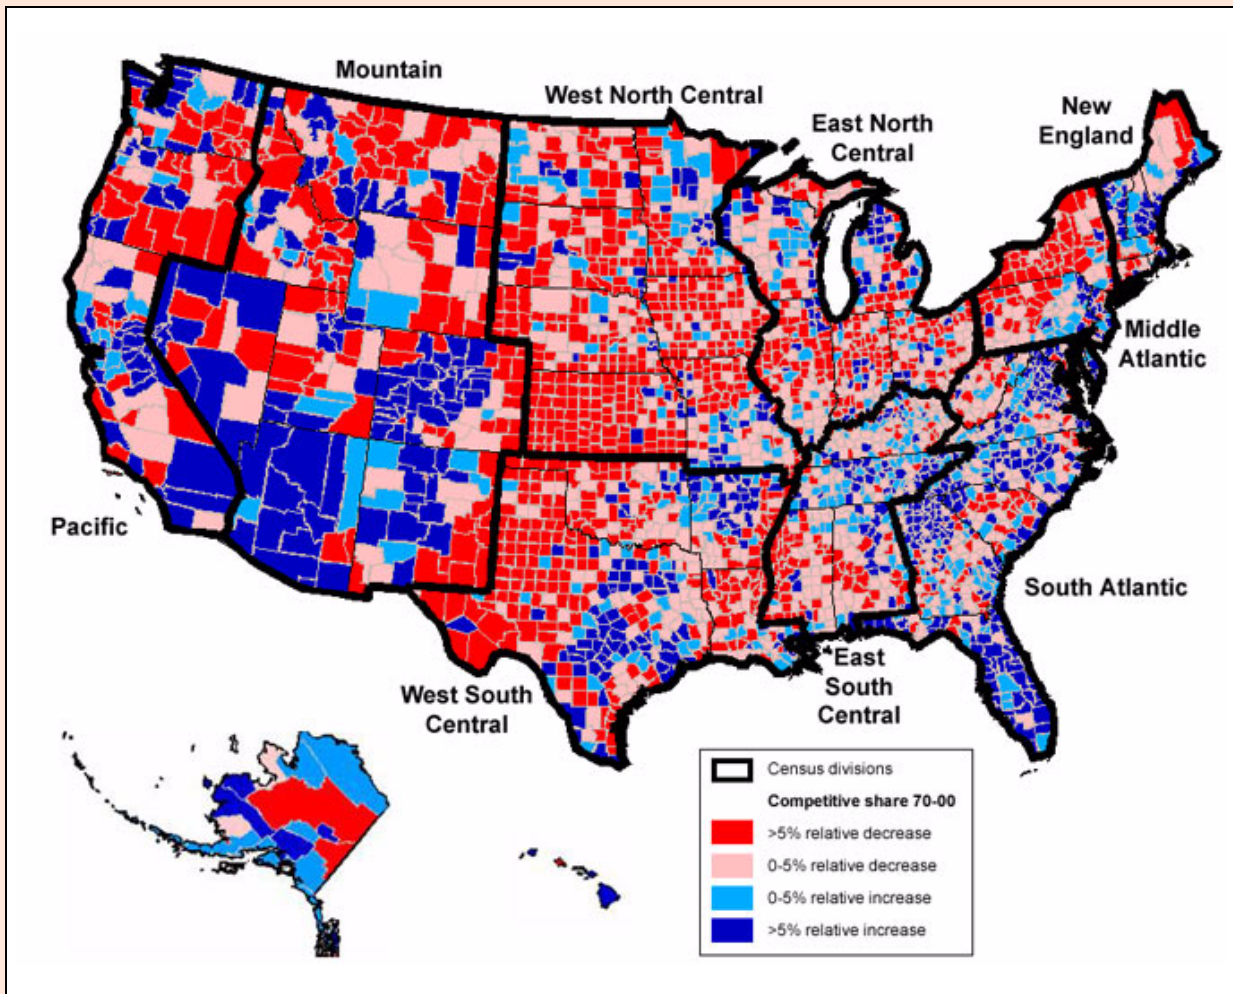 Mountain
West North Central
East North
Central
New
England
Middle
Atlantic
Pacific
South Atlantic
West South
Central
East
South
Central
Census divisions
Competitive share 70-00
>5% relative decrease
0-5% relative decrease
0-5% relative increase
>5% relative increase